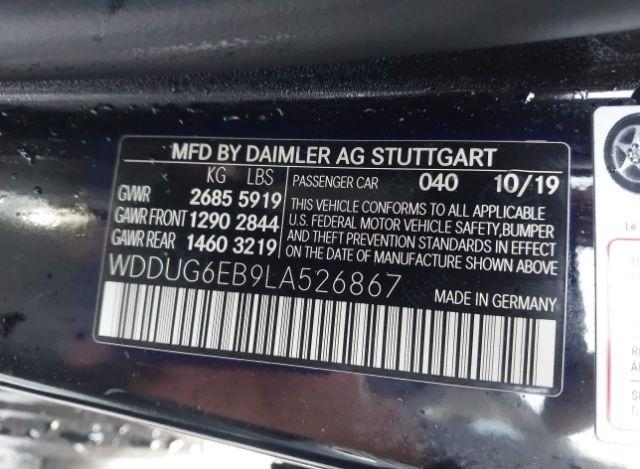 MFD BY DAIMLER AG STUTTGART
KG LBS
GVWR 2685 5919
GAWR FRONT 1290 2844
GAWR REAR 1460 3219
PASSENGER CAR 040 10/19
THIS VEHICLE CONFORMS TO ALL APPLICABLE
U.S. FEDERAL MOTOR VEHICLE SAFETY,BUMPER
AND THEFT PREVENTION STANDARDS IN EFFECT
ON DATE OF MANUFACTURE SHOWN ABOVE
WDDUG6EB9LA526867
MADE IN GERMANY